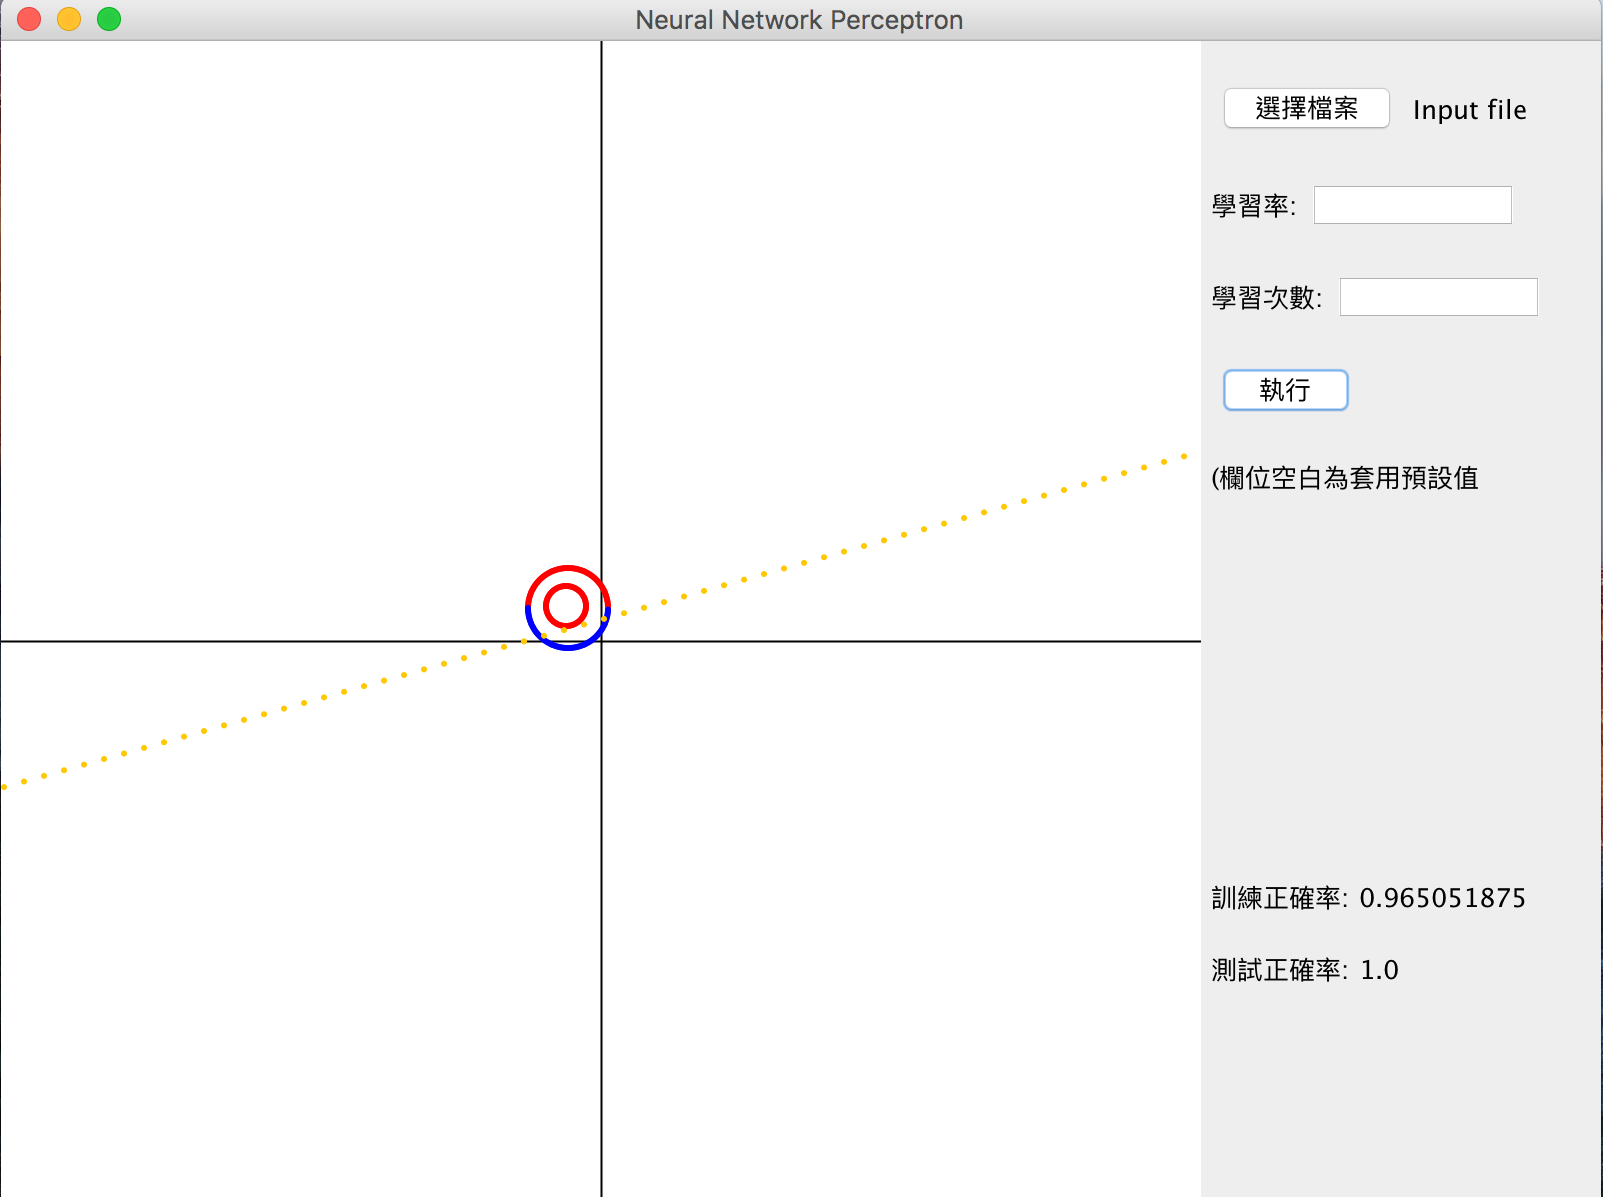 Neural Network Perceptron
選擇檔案 Input file
學習率:
學習次數:
執行
(欄位空白為套用預設值
訓練正確率: 0.965051875
測試正確率: 1.0